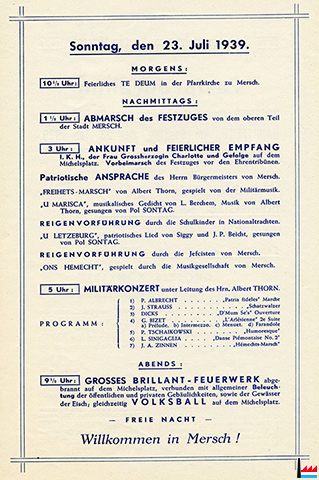 Sonntag, den 23. Juli 1939.
MORGENS:
10½ Uhr: Feierliches TE DEUM in der Pfarrkirche zu Mersch.
NACHMITTAGS:
1½ Uhr: ABMARSCH des FESTZUGES von dem oberen Teil
der Stadt MERSCH.
3 Uhr: ANKUNFT und FEIERLICHER EMPFANG
I. K. H., der Frau Grossherzogin Charlotte und Gefolge auf dem
Michelsplatz. Vorbeimarsch des Festzuges vor den Ehrentribünen.
Patriotische ANSPRACHE des Herrn Bürgermeisters von Mersch.
„FREIHETS-MARSCH" von Albert Thorn, gespielt von der Militärmusik.
„U MARISCA", musikalisches Gedicht von L. Berchem, Musik von Albert
Thorn, gesungen von Pol SONTAG.
REIGENVORFÜHRUNG durch die Schulkinder in Nationaltrachten.
„U LETZEBURG", patriotisches Lied von Siggy und J. P. Beicht, gesungen
von Pol SONTAG.
REIGENVORFÜHRUNG durch die Jofcisten von Mersch.
„ONS HEMECHT", gespielt durch die Musikgesellschaft von Mersch.
5 Uhr: MILITÄRKONZERT unter Leitung des Hrn. Albert THORN.
PROGRAMM:
1) P. ALBRECHT . . . . . . . „Patria fideles" Marche
2) J. STRAUSS . . . . . . . . . . „Schatzwalzer
3) DICKS . . . . . . . „D'Mum Se's" Ouverture
4) G. BIZET . . . . . . . „L'Arlésienne" 2e Suite
a) Prélude, b) Intermezzo, c) Menuet, d) Farandole
5) P. TSCHAIKOWSKI . . . . . . . „Humoresque"
6) L. SINIGAGLIA . . . . „Danse Piémontaise No. 2"
7) J. A. ZINNEN . . . . . . . „Hémechts-Marsch"
ABENDS:
9½ Uhr: GROSSES BRILLANT-FEUERWERK abge-
brannt auf dem Michelsplatz, verbunden mit allgemeiner Beleuch-
tung der öffentlichen und privaten Gebäulichkeiten, sowie der Gewässer
der Eisch; gleichzeitig VOLKSBALL auf dem Michelsplatz.
— FREIE NACHT —
Willkommen in Mersch !